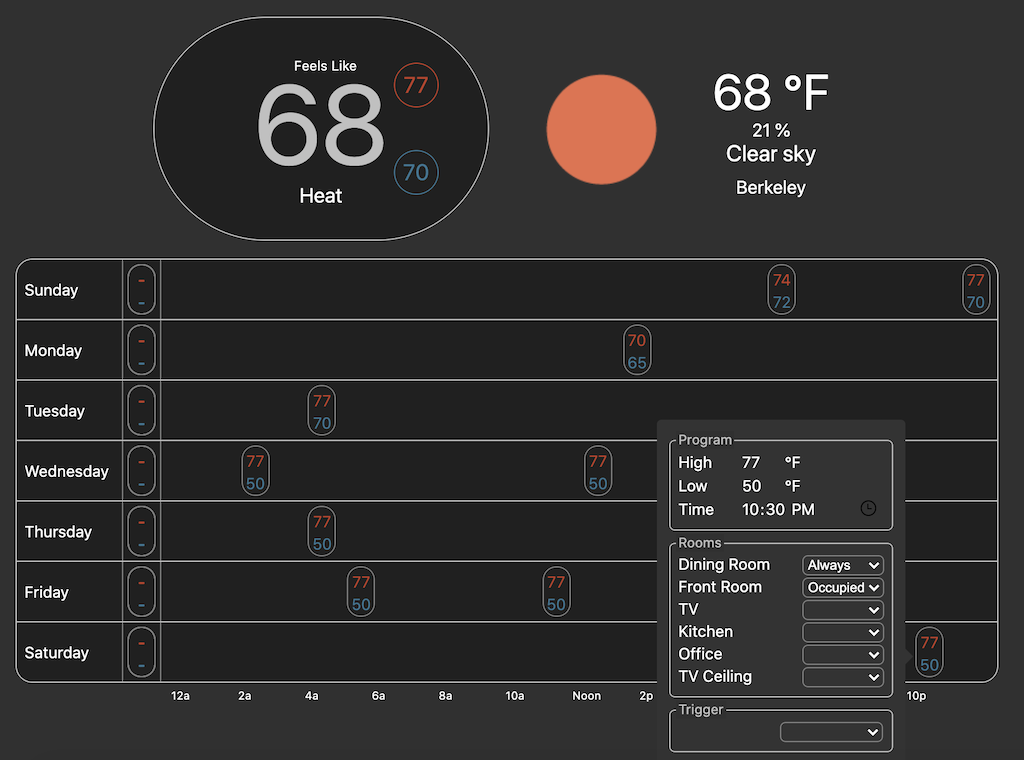 Feels Like
68
77
70
Heat
68 °F
21 %
Clear sky
Berkeley
Sunday - - 74 72 77 70
Monday - - 70 65
Tuesday - - 77 70
Wednesday - - 77 50 77 50
Thursday - - 77 50
Friday - - 77 50 77 50
Saturday - - 77 50
12a 2a 4a 6a 8a 10a Noon 2p 10p
Program
High 77 °F
Low 50 °F
Time 10:30 PM
Rooms
Dining Room Always
Front Room Occupied
TV
Kitchen
Office
TV Ceiling
Trigger